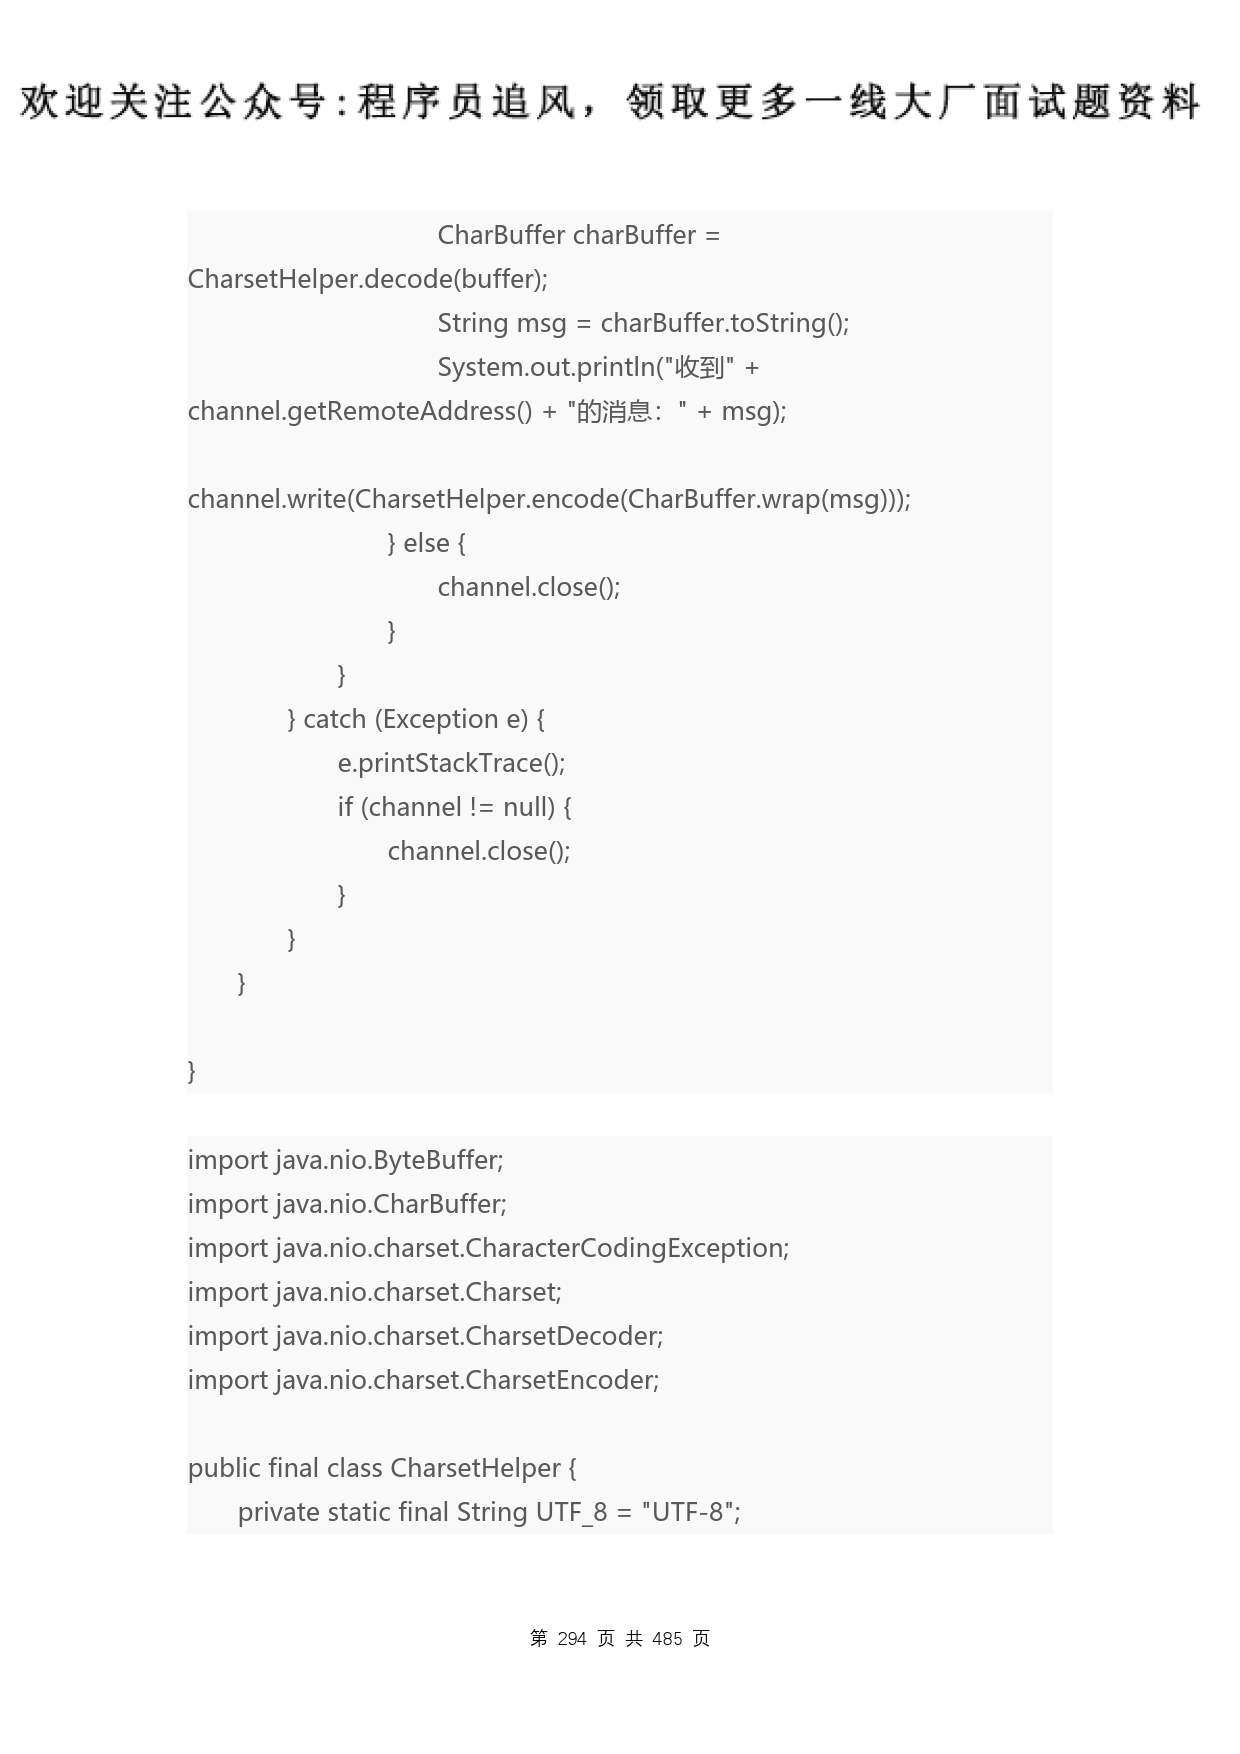 欢迎关注公众号:程序员追风，领取更多一线大厂面试题资料
CharBuffer charBuffer =
CharsetHelper.decode(buffer);
String msg = charBuffer.toString();
System.out.println("收到" +
channel.getRemoteAddress() + "的消息：" + msg);
channel.write(CharsetHelper.encode(CharBuffer.wrap(msg)));
} else {
channel.close();
}
}
} catch (Exception e) {
e.printStackTrace();
if (channel != null) {
channel.close();
}
}
}
}
import java.nio.ByteBuffer;
import java.nio.CharBuffer;
import java.nio.charset.CharacterCodingException;
import java.nio.charset.Charset;
import java.nio.charset.CharsetDecoder;
import java.nio.charset.CharsetEncoder;
public final class CharsetHelper {
private static final String UTF_8 = "UTF-8";
第 294 页 共 485 页